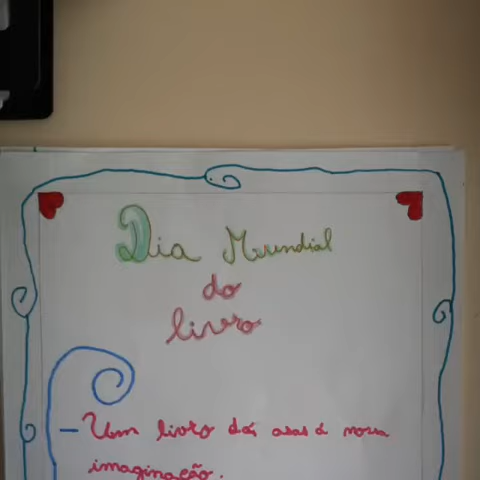 Dia Mundial
do
livro
- Um livro dá asas á nossa
imaginação.